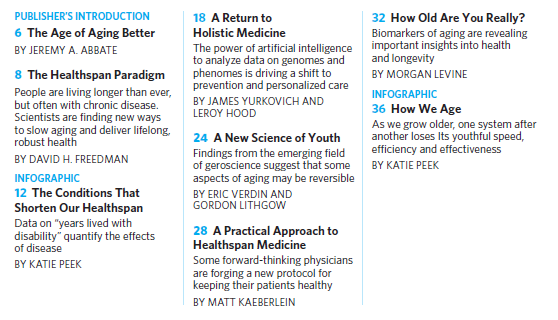 PUBLISHER'S INTRODUCTION
6 The Age of Aging Better
BY JEREMY A. ABBATE
8 The Healthspan Paradigm
People are living longer than ever,
but often with chronic disease.
Scientists are finding new ways
to slow aging and deliver lifelong,
robust health
BY DAVID H. FREEDMAN
INFOGRAPHIC
12 The Conditions That
Shorten Our Healthspan
Data on “years lived with
disability” quantify the effects
of disease
BY KATIE PEEK
18 A Return to
Holistic Medicine
The power of artificial intelligence
to analyze data on genomes and
phenomes is driving a shift to
prevention and personalized care
BY JAMES YURKOVICH AND
LEROY HOOD
24 A New Science of Youth
Findings from the emerging field
of geroscience suggest that some
aspects of aging may be reversible
BY ERIC VERDIN AND
GORDON LITHGOW
28 A Practical Approach to
Healthspan Medicine
Some forward-thinking physicians
are forging a new protocol for
keeping their patients healthy
BY MATT KAEBERLEIN
32 How Old Are You Really?
Biomarkers of aging are revealing
important insights into health
and longevity
BY MORGAN LEVINE
INFOGRAPHIC
36 How We Age
As we grow older, one system after
another loses Its youthful speed,
efficiency and effectiveness
BY KATIE PEEK